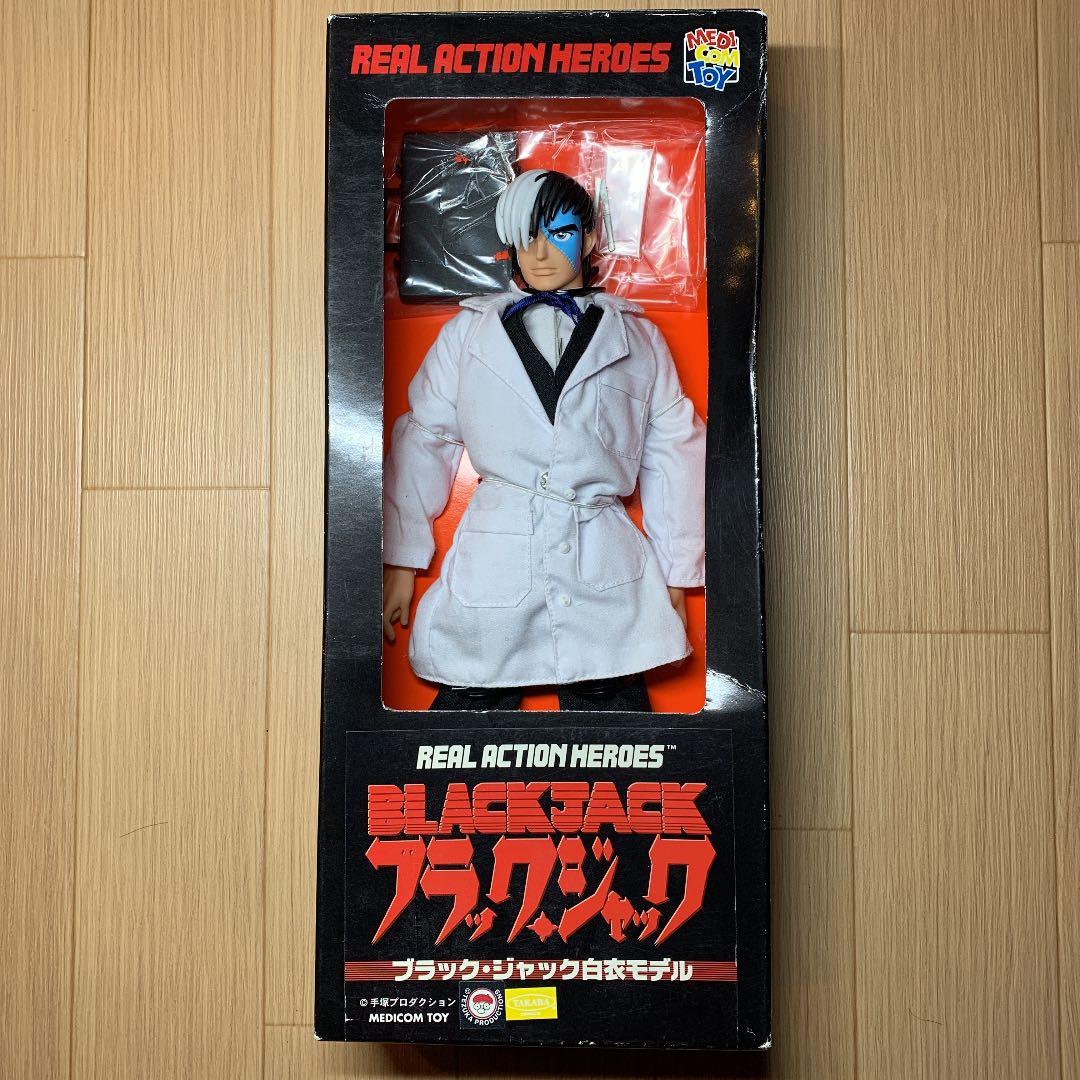 REAL ACTION HEROES
MEDI
COM
TOY
REAL ACTION HEROES™
BLACKJACK
ブラック・ジャック
ブラック・ジャック白衣モデル
©手塚プロダクション
MEDICOM TOY
©TEZUKA PRODUCTIONS
TAKARA